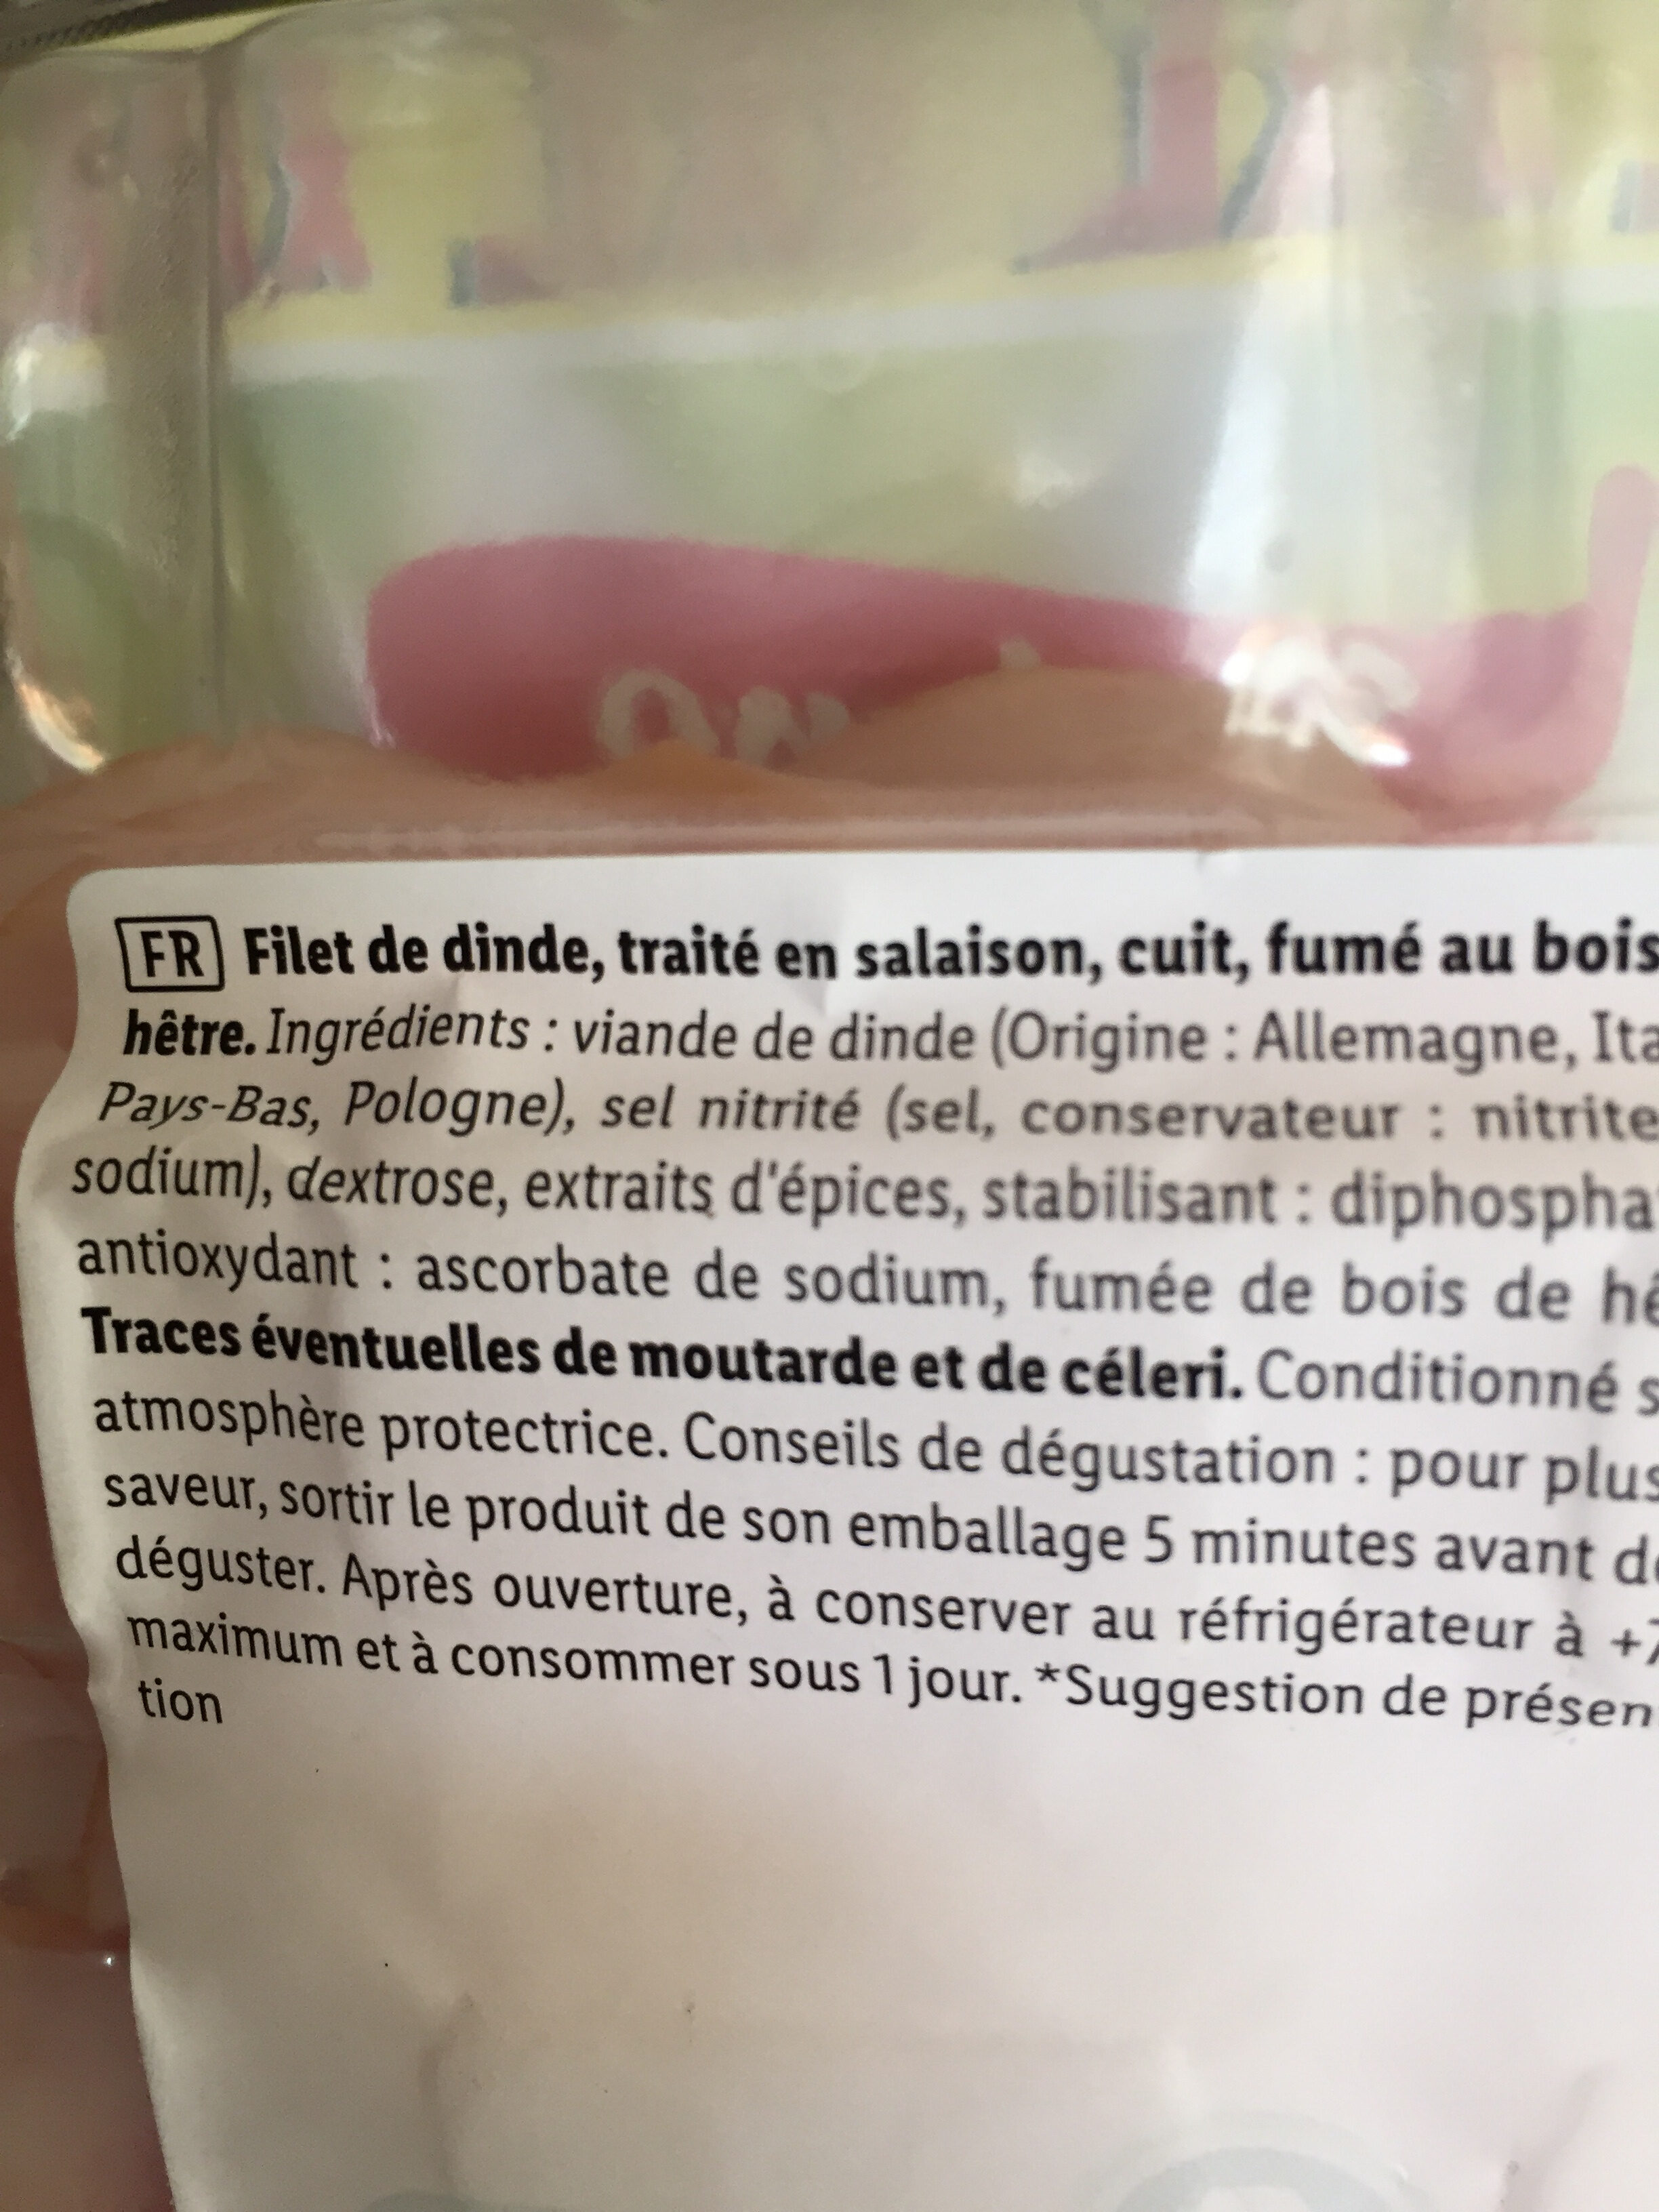 FR Filet de dinde, traité en salaison, cuit, fumé au bois
hêtre. Ingrédients : viande de dinde (Origine : Allemagne, Ita
Pays-Bas, Pologne), sel nitrité (sel, conservateur : nitrite
sodium), dextrose, extraits d'épices, stabilisant : diphospha
antioxydant : ascorbate de sodium, fumée de bois de hê
Traces éventuelles de moutarde et de céleri. Conditionné s
atmosphère protectrice. Conseils de dégustation : pour plus
saveur, sortir le produit de son emballage 5 minutes avant de
déguster. Après ouverture, à conserver au réfrigérateur à +7
maximum et à consommer sous 1 jour. *Suggestion de présen
tion